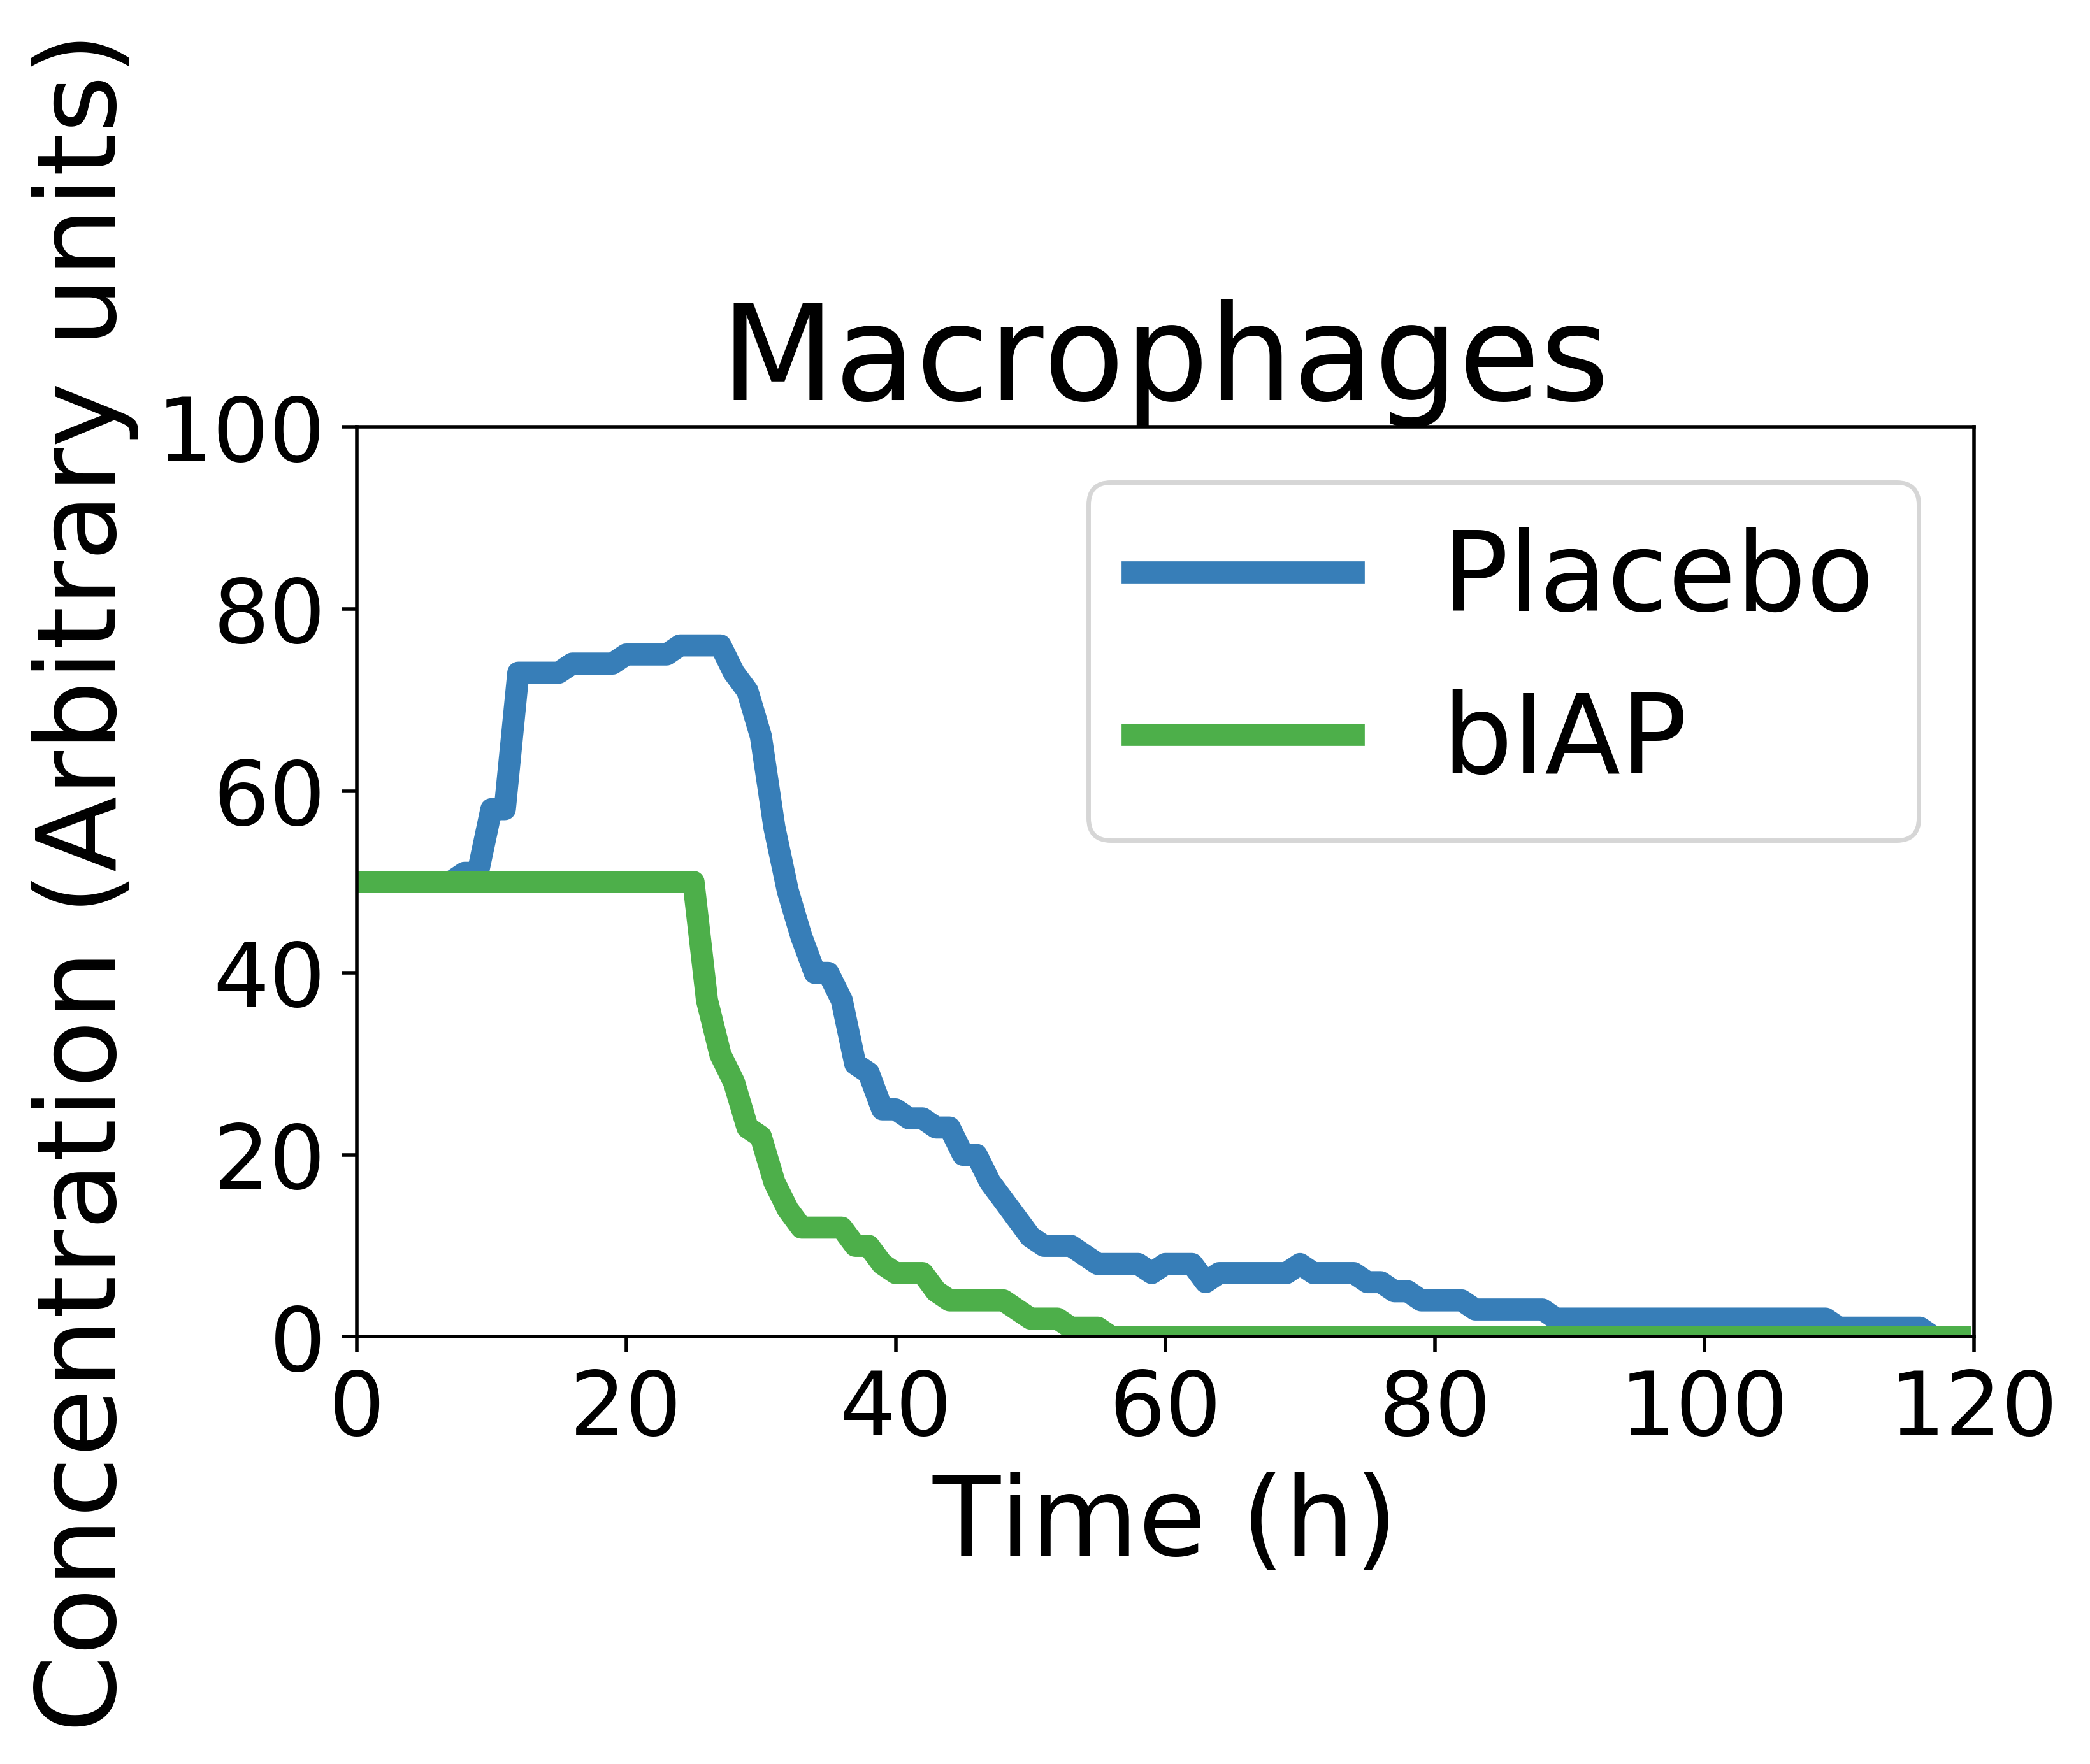 Macrophages
Concentration (Arbitrary units)
100
80
60
40
20
0
Placebo
bIAP
0 20 40 60 80 100 120
Time (h)